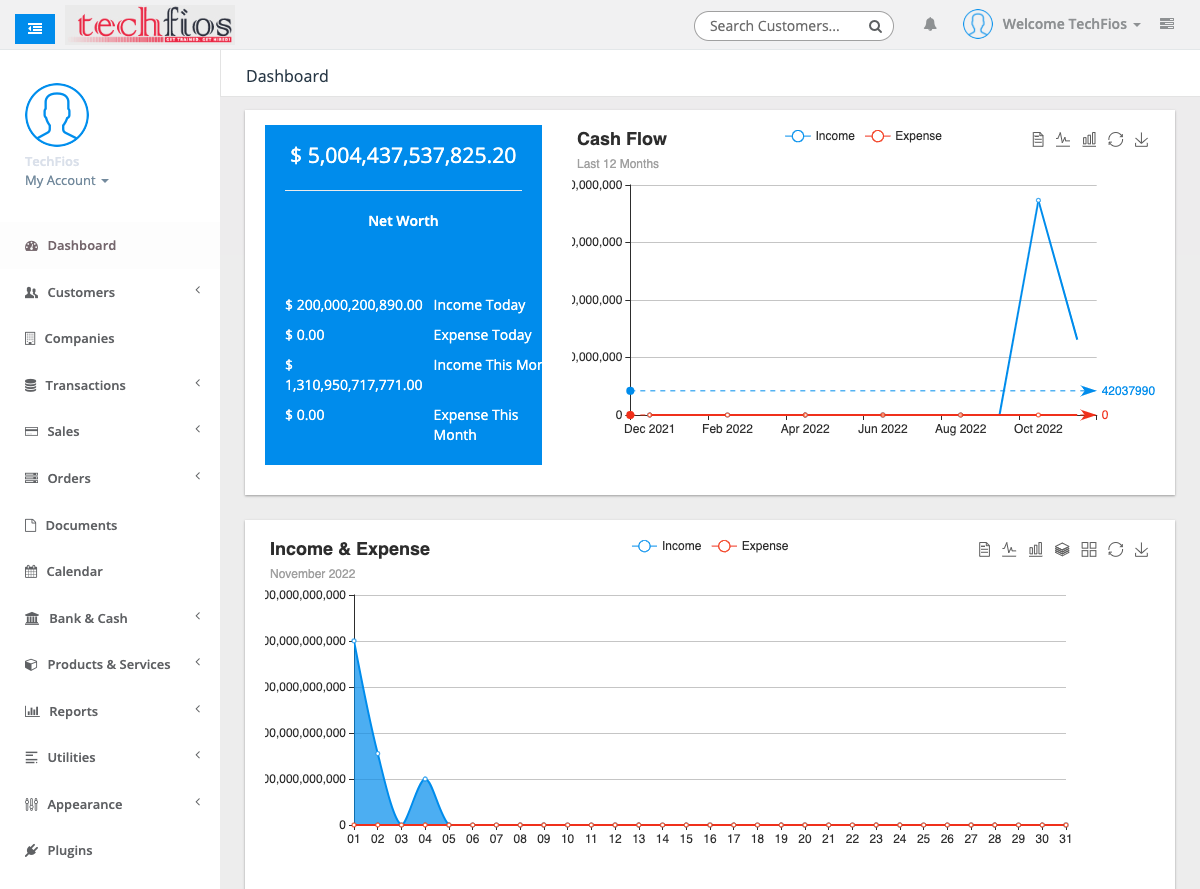 techfios
GET TRAINED. GET HIRED!
Search Customers...
Welcome TechFios
TechFios
My Account
Dashboard
Customers
Companies
Transactions
Sales
Orders
Documents
Calendar
Bank & Cash
Products & Services
Reports
Utilities
Appearance
Plugins
Dashboard
$ 5,004,437,537,825.20
Net Worth
$ 200,000,200,890.00 Income Today
$ 0.00 Expense Today
$ Income This Mon
1,310,950,717,771.00
$ 0.00 Expense This
Month
Cash Flow
Last 12 Months
Income Expense
0,000,000
0,000,000
0,000,000
0,000,000
42037990
0 0
Dec 2021 Feb 2022 Apr 2022 Jun 2022 Aug 2022 Oct 2022
Income & Expense
November 2022
Income Expense
00,000,000,000
00,000,000,000
00,000,000,000
00,000,000,000
00,000,000,000
0
01 02 03 04 05 06 07 08 09 10 11 12 13 14 15 16 17 18 19 20 21 22 23 24 25 26 27 28 29 30 31